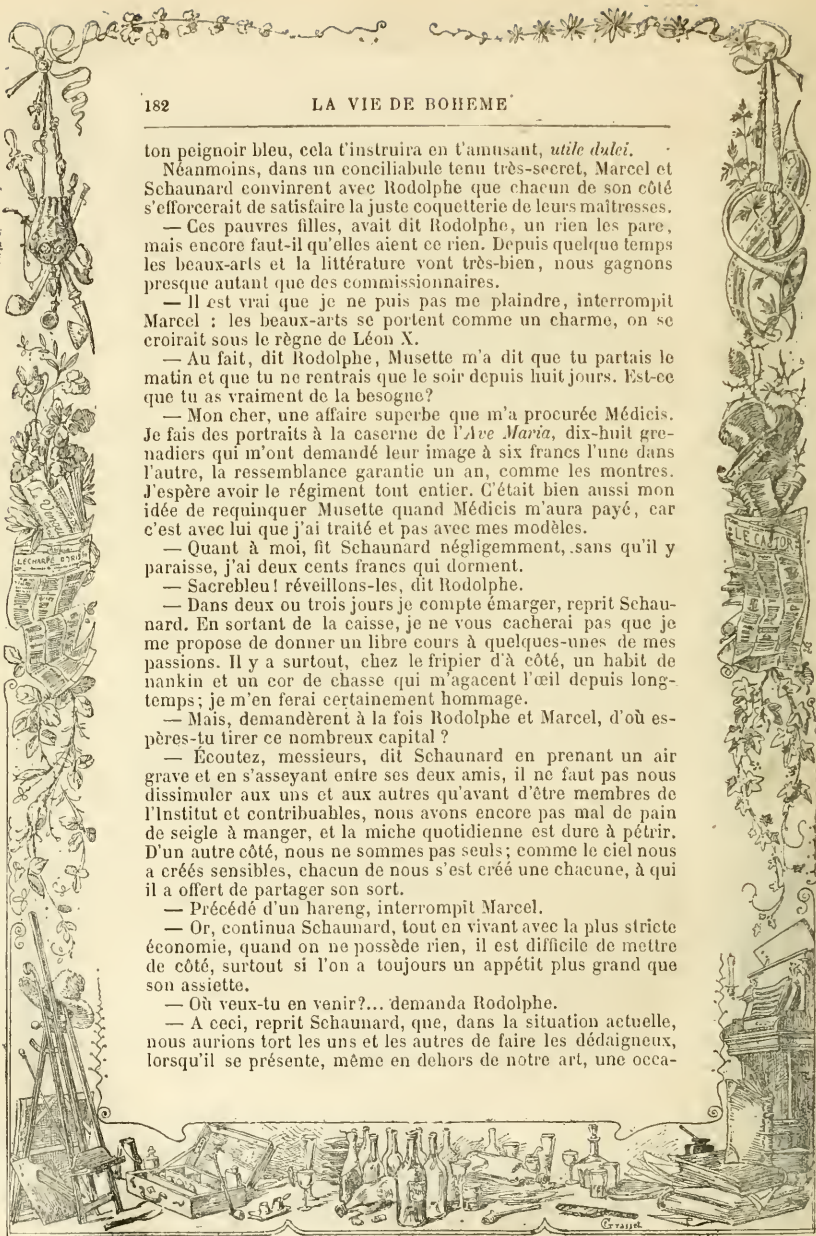 182 LA VIE DE BOHEME
ton peignoir bleu, cela t'instruira en t'amusant, utile dulci.
Néanmoins, dans un conciliabule tenu très-secret, Marcel et
Schaunard convinrent avec Rodolphe que chacun de son côté
s'efforcerait de satisfaire la juste coquetterie de leurs maîtresses.
— Ces pauvres filles, avait dit Rodolphe, un rien les pare,
mais encore faut-il qu'elles aient ce rien. Depuis quelque temps
les beaux-arts et la littérature vont très-bien, nous gagnons
presque autant que des commissionnaires.
— Il est vrai que je ne puis pas me plaindre, interrompit
Marcel : les beaux-arts se portent comme un charme, on se
croirait sous le règne de Léon X.
— Au fait, dit Rodolphe, Musette m'a dit que tu partais le
matin et que tu ne rentrais que le soir depuis huit jours. Est-ce
que tu as vraiment de la besogne?
— Mon cher, une affaire superbe que m'a procurée Médicis.
Je fais des portraits à la caserne de l'Ave Maria, dix-huit gre-
nadiers qui m'ont demandé leur image à six francs l'une dans
l'autre, la ressemblance garantie un an, comme les montres.
J'espère avoir le régiment tout entier. C'était bien aussi mon
idée de requinquer Musette quand Médicis m'aura payé, car
c'est avec lui que j'ai traité et pas avec mes modèles.
— Quant à moi, fit Schaunard négligemment, sans qu'il y
paraisse, j'ai deux cents francs qui dorment.
— Sacrebleu! réveillons-les, dit Rodolphe.
— Dans deux ou trois jours je compte émarger, reprit Schau-
nard. En sortant de la caisse, je ne vous cacherai pas que je
me propose de donner un libre cours à quelques-unes de mes
passions. Il y a surtout, chez le fripier d'à côté, un habit de
nankin et un cor de chasse qui m'agacent l'œil depuis long-
temps; je m'en ferai certainement hommage.
— Mais, demandèrent à la fois Rodolphe et Marcel, d'où es-
pères-tu tirer ce nombreux capital ?
— Écoutez, messieurs, dit Schaunard en prenant un air
grave et en s'asseyant entre ses deux amis, il ne faut pas nous
dissimuler aux uns et aux autres qu'avant d'être membres de
l'Institut et contribuables, nous avons encore pas mal de pain
de seigle à manger, et la miche quotidienne est dure à pétrir.
D'un autre côté, nous ne sommes pas seuls; comme le ciel nous
a créés sensibles, chacun de nous s'est créé une chacune, à qui
il a offert de partager son sort.
— Précédé d'un hareng, interrompit Marcel.
— Or, continua Schaunard, tout en vivant avec la plus stricte
économie, quand on ne possède rien, il est difficile de mettre
de côté, surtout si l'on a toujours un appétit plus grand que
son assiette.
— Où veux-tu en venir?... demanda Rodolphe.
— A ceci, reprit Schaunard, que, dans la situation actuelle,
nous aurions tort les uns et les autres de faire les dédaigneux,
lorsqu'il se présente, même en dehors de notre art, une occa-
L'ECHARPE D'IRIS
LE CASTOR
Grasset